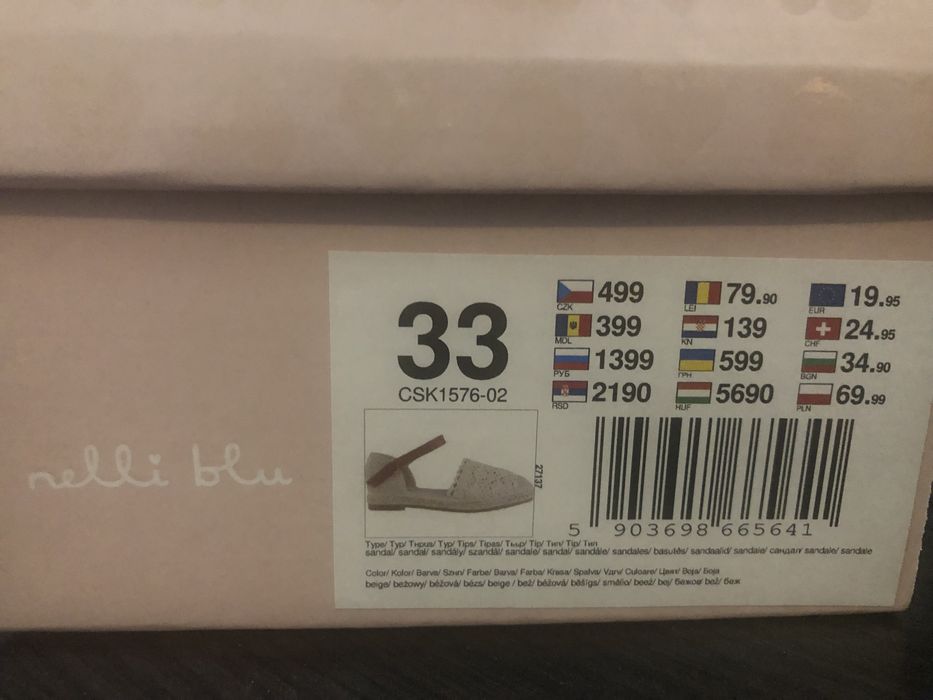 33
CSK1576-02
499
CZK
79.90
LEI
19.95
EUR
399
MDL
139
KN
24.95
CHF
1399
РУБ
599
ГРН
34.90
BGN
2190
RSD
5690
HUF
69.99
PLN
nelli blu
27137
5 903698 665641
Type/ Typ/ Типus/ Typ/ Tips/ Tipas/ Tip/ Тип/ Tip/ Тип
sandal/ sandał/ sandály/ szandál/ sandale/ sandal/ sandále/ sandales/ basutės/ sandaalid/ sandale/ сандал/ sandale/ sandale
Color/ Kolor/ Barva/ Szín/ Farbe/ Barva/ Farba/ Krasa/ Spalva/ Värv/ Culoare/ Цвят/ Boja/ Боја
beige/ beżowy/ béžová/ bézs/ beige / bež/ béžová/ bēšīgs/ smėlio/ beež/ bej/ бежов/ bež/ беж